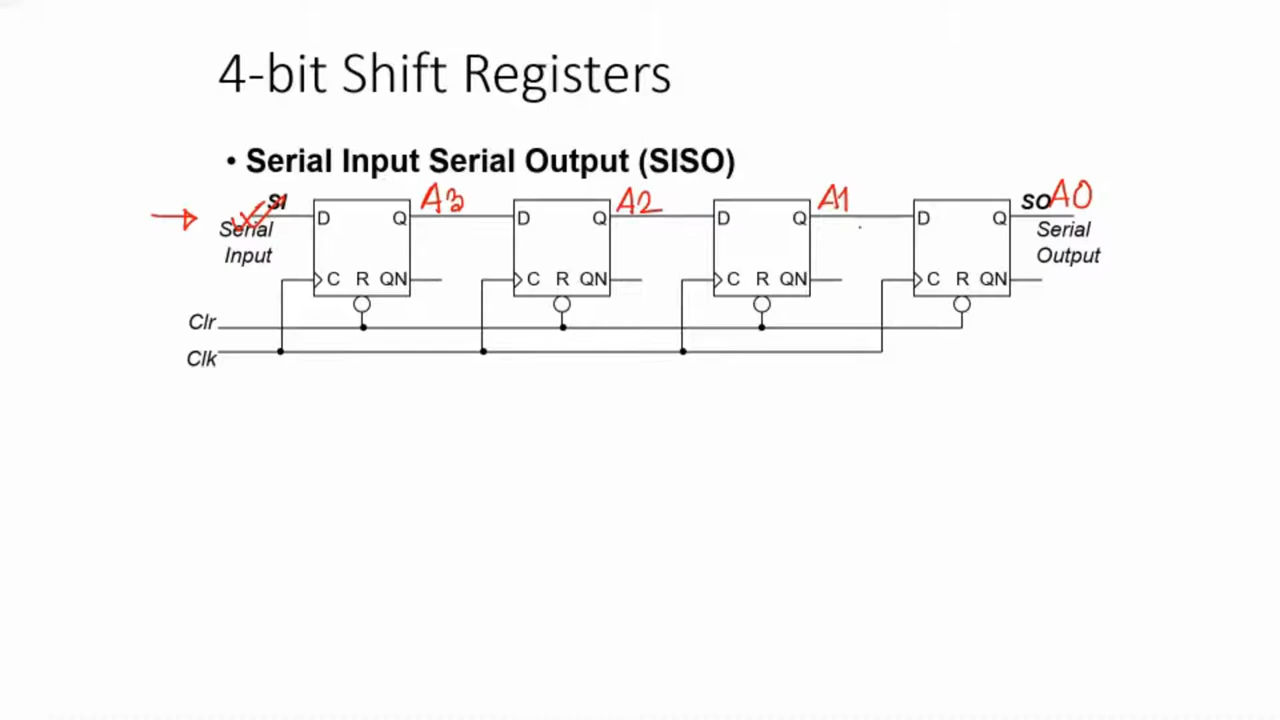 4-bit Shift Registers
• Serial Input Serial Output (SISO)
SI A3 A2 A1 SO A0
D Q D Q D Q D Q
Serial Input
Serial Output
C R QN C R QN C R QN C R QN
Clr
Clk